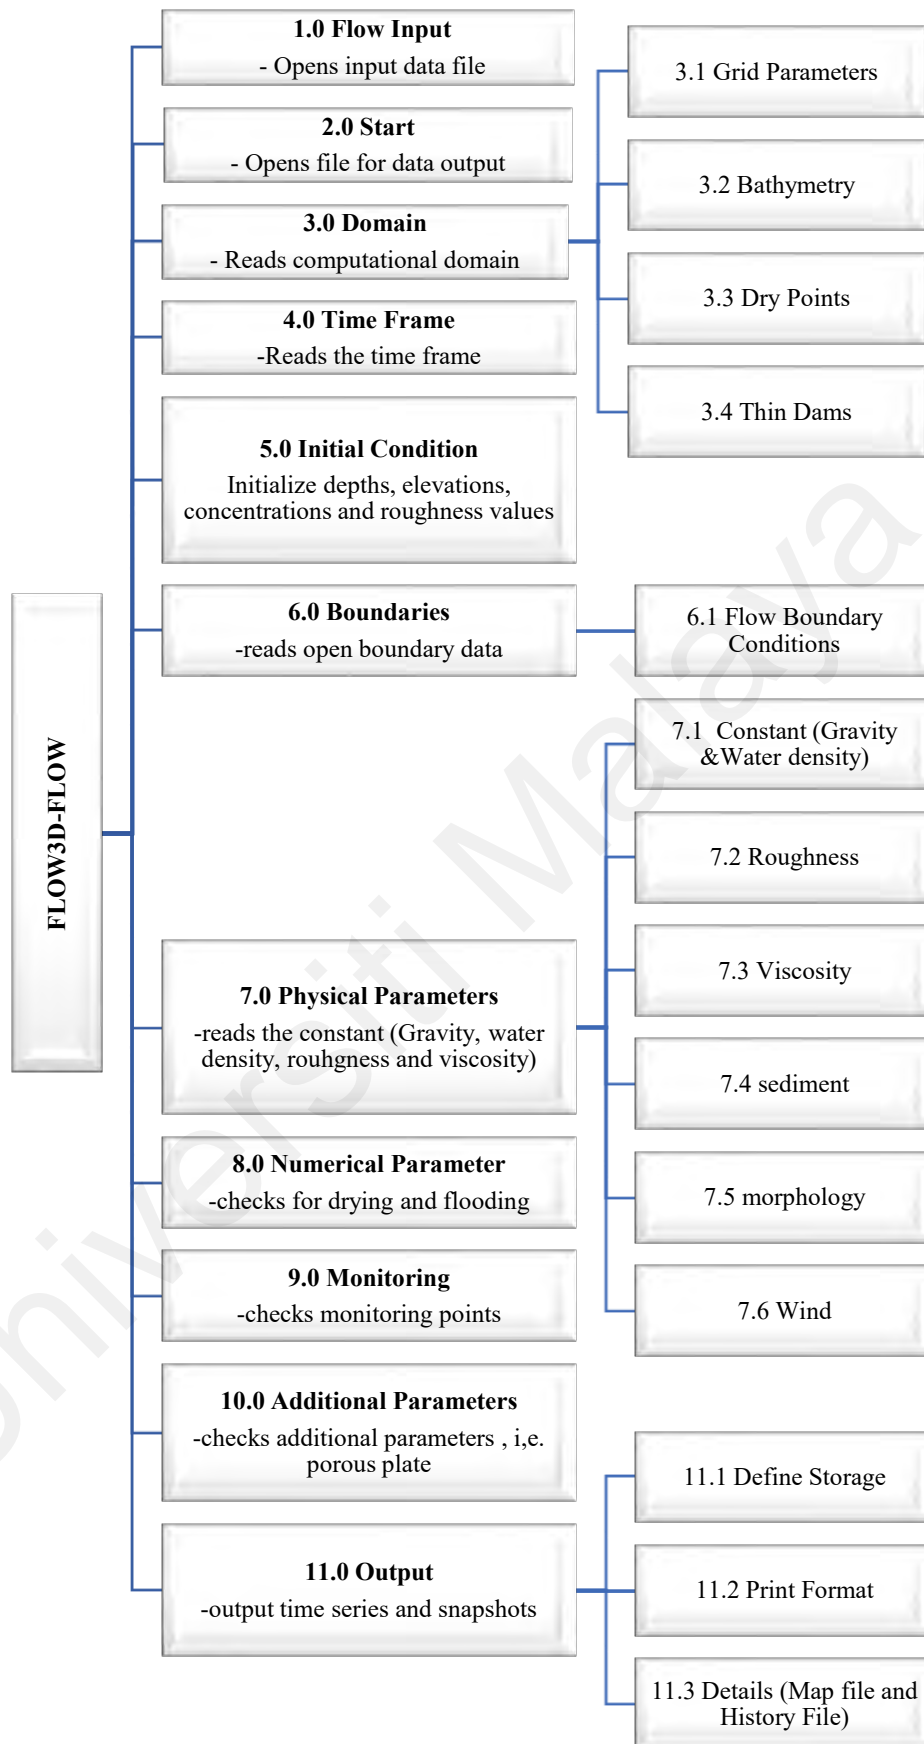 FLOW3D-FLOW
1.0 Flow Input
- Opens input data file
2.0 Start
- Opens file for data output
3.0 Domain
- Reads computational domain
3.1 Grid Parameters
3.2 Bathymetry
3.3 Dry Points
3.4 Thin Dams
4.0 Time Frame
-Reads the time frame
5.0 Initial Condition
Initialize depths, elevations,
concentrations and roughness values
6.0 Boundaries
-reads open boundary data
6.1 Flow Boundary
Conditions
7.0 Physical Parameters
-reads the constant (Gravity, water
density, rouhgness and viscosity)
7.1 Constant (Gravity
&Water density)
7.2 Roughness
7.3 Viscosity
7.4 sediment
7.5 morphology
7.6 Wind
8.0 Numerical Parameter
-checks for drying and flooding
9.0 Monitoring
-checks monitoring points
10.0 Additional Parameters
-checks additional parameters , i,e.
porous plate
11.0 Output
-output time series and snapshots
11.1 Define Storage
11.2 Print Format
11.3 Details (Map file and
History File)
Universiti Malaya